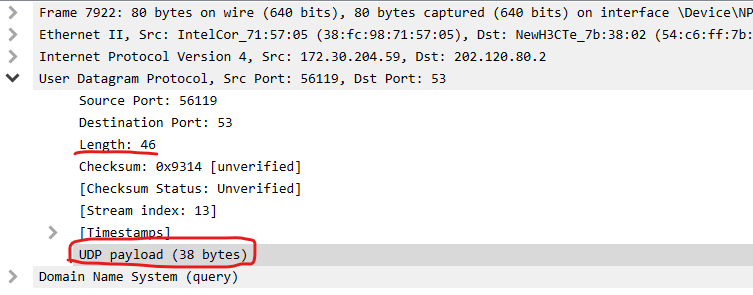 Frame 7922: 80 bytes on wire (640 bits), 80 bytes captured (640 bits) on interface \Device\NP
Ethernet II, Src: IntelCor_71:57:05 (38:fc:98:71:57:05), Dst: NewH3CTe_7b:38:02 (54:c6:ff:7b:
Internet Protocol Version 4, Src: 172.30.204.59, Dst: 202.120.80.2
User Datagram Protocol, Src Port: 56119, Dst Port: 53
Source Port: 56119
Destination Port: 53
Length: 46
Checksum: 0x9314 [unverified]
[Checksum Status: Unverified]
[Stream index: 13]
[Timestamps]
UDP payload (38 bytes)
Domain Name System (query)